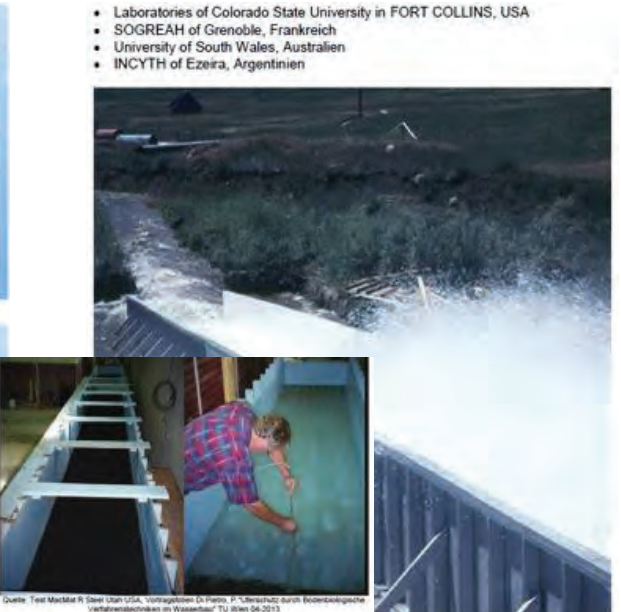 • Laboratories of Colorado State University in FORT COLLINS, USA
• SOGREAH of Grenoble, Frankreich
• University of South Wales, Australien
• INCYTH of Ezeira, Argentinien
Quelle: Test MacMat R Steel Utah USA, Vortragsfolien Di Pietro, P. "Uferschutz durch Bodenbiologische
Verfahrenstechniken im Wasserbau" TU Wien 04-2013